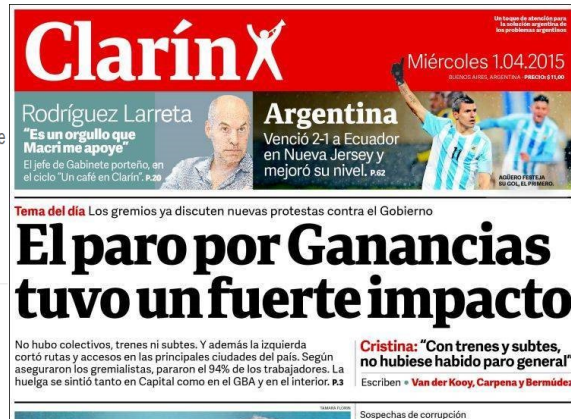 Clarín
Un toque de atención para
la solución argentina de
los problemas argentinos
Miércoles 1.04.2015
BUENOS AIRES, ARGENTINA - PRECIO: $ 11,00
Rodríguez Larreta
“Es un orgullo que
Macri me apoye”
El jefe de Gabinete porteño, en
el ciclo “Un café en Clarín”. P.20
Argentina
Venció 2-1 a Ecuador
en Nueva Jersey y
mejoró su nivel. P.62
11
AGÜERO FESTEJA
SU GOL, EL PRIMERO.
Tema del día Los gremios ya discuten nuevas protestas contra el Gobierno
El paro por Ganancias
tuvo un fuerte impacto
No hubo colectivos, trenes ni subtes. Y además la izquierda
cortó rutas y accesos en las principales ciudades del país. Según
aseguraron los gremialistas, pararon el 94% de los trabajadores. La
huelga se sintió tanto en Capital como en el GBA y en el interior. P.3
Cristina: “Con trenes y subtes,
no hubiese habido paro general”
Escriben • Van der Kooy, Carpena y Bermúdez
Sospechas de corrupción